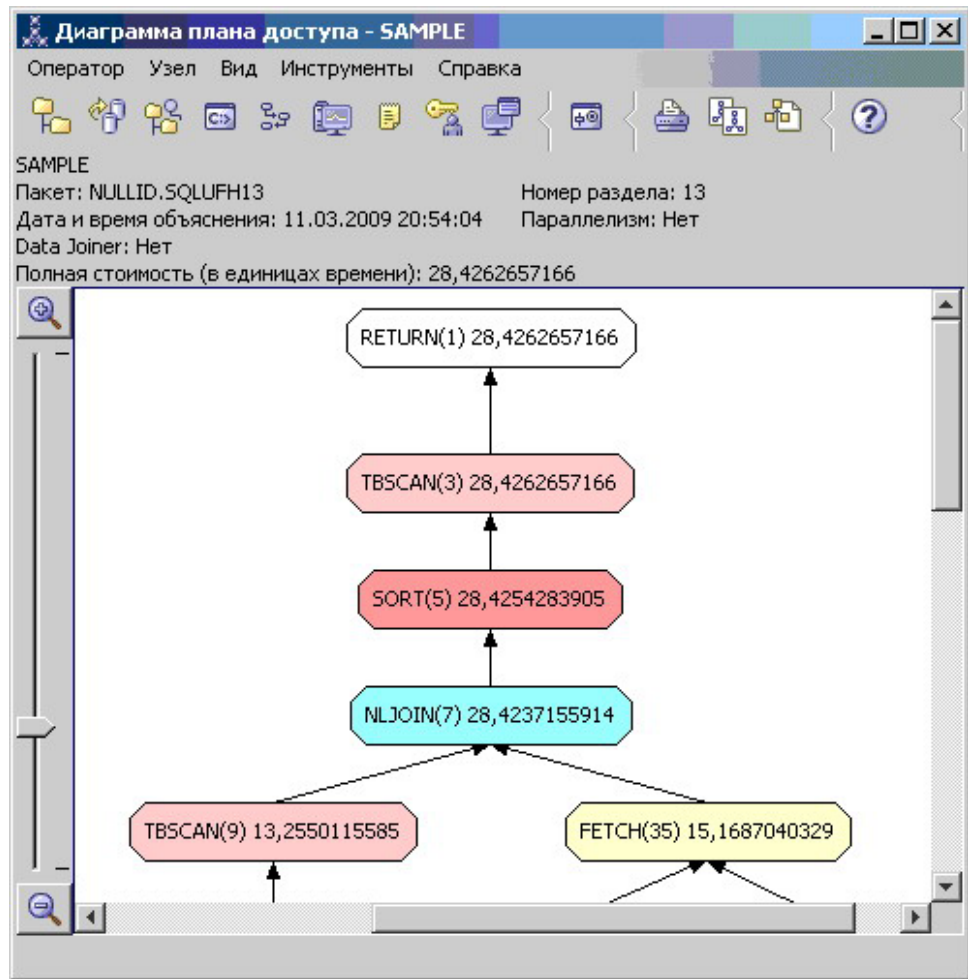 Диаграмма плана доступа - SAMPLE
Оператор Узел Вид Инструменты Справка
SAMPLE
Пакет: NULLID.SQLUFH13 Номер раздела: 13
Дата и время объяснения: 11.03.2009 20:54:04 Параллелизм: Нет
Data Joiner: Нет
Полная стоимость (в единицах времени): 28,4262657166
RETURN(1) 28,4262657166
TBSCAN(3) 28,4262657166
SORT(5) 28,4254283905
NLJOIN(7) 28,4237155914
TBSCAN(9) 13,2550115585 FETCH(35) 15,1687040329